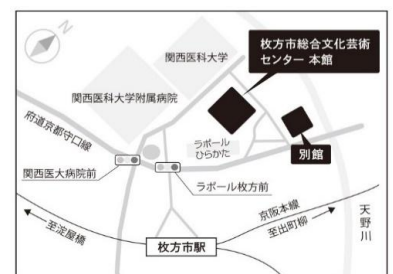 N
関西医科大学
枚方市総合文化芸術
センター 本館
関西医科大学附属病院
府道京都守口線
ラポール
ひらかた
別館
関西医大病院前
ラポール枚方前
京阪本線
至出町柳
天野川
至淀屋橋
枚方市駅